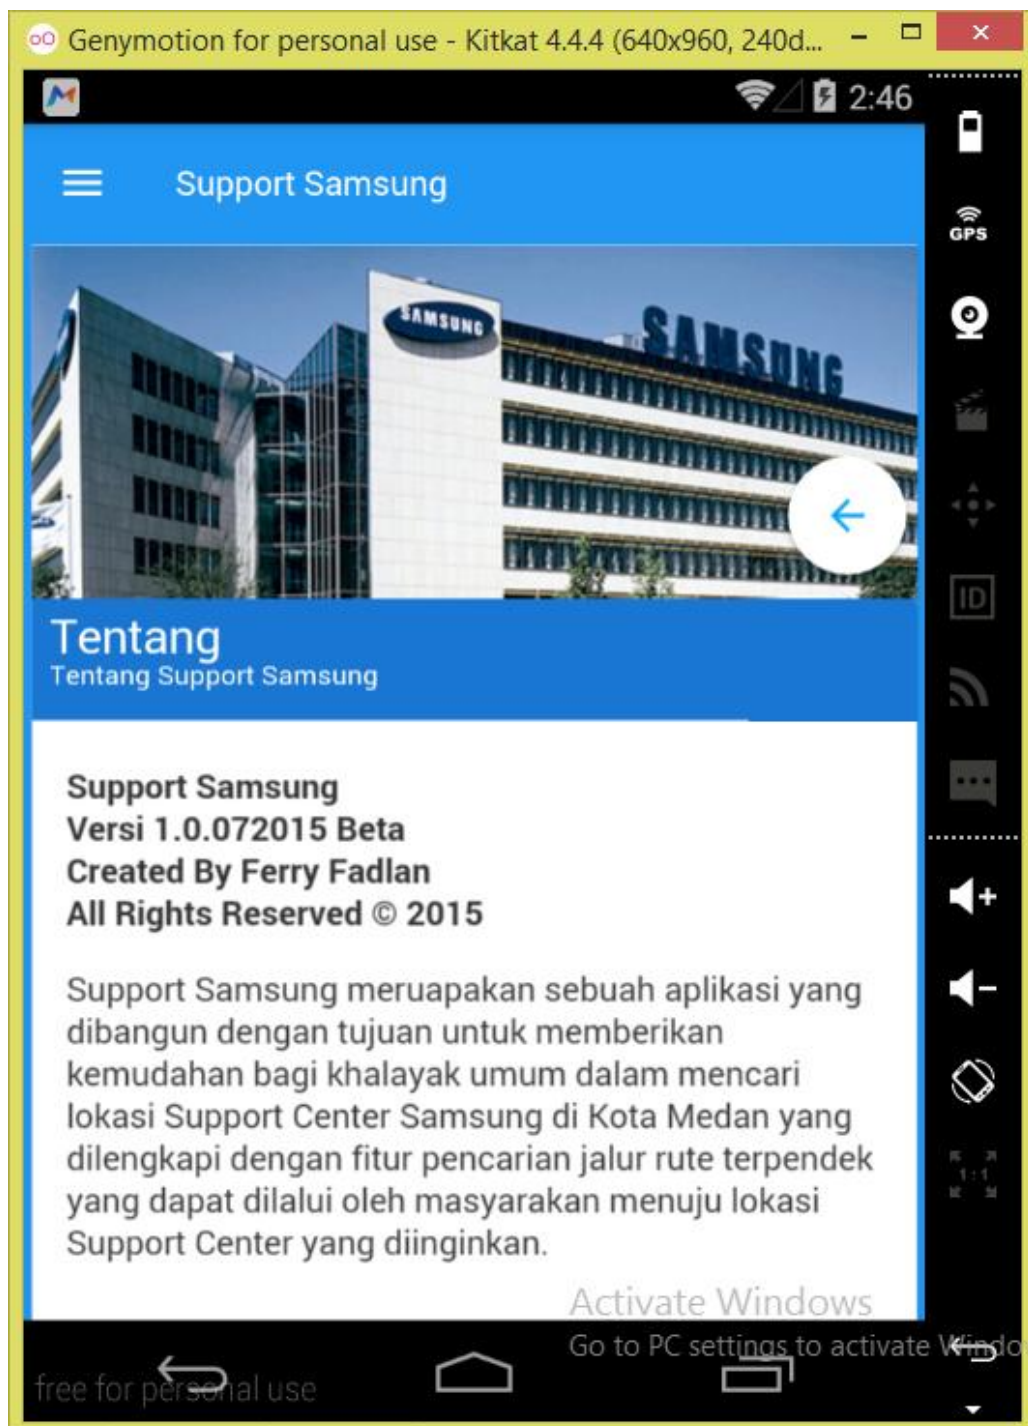 Genymotion for personal use - Kitkat 4.4.4 (640x960, 240d...
2:46
Support Samsung
GPS
SAMSUNG
SAMSUNG
ID
Tentang
Tentang Support Samsung
Support Samsung
Versi 1.0.072015 Beta
Created By Ferry Fadlan
All Rights Reserved © 2015
Support Samsung meruapakan sebuah aplikasi yang
dibangun dengan tujuan untuk memberikan
kemudahan bagi khalayak umum dalam mencari
lokasi Support Center Samsung di Kota Medan yang
dilengkapi dengan fitur pencarian jalur rute terpendek
yang dapat dilalui oleh masyarakan menuju lokasi
Support Center yang diinginkan.
1:1
Activate Windows
Go to PC settings to activate Windo
free for personal use